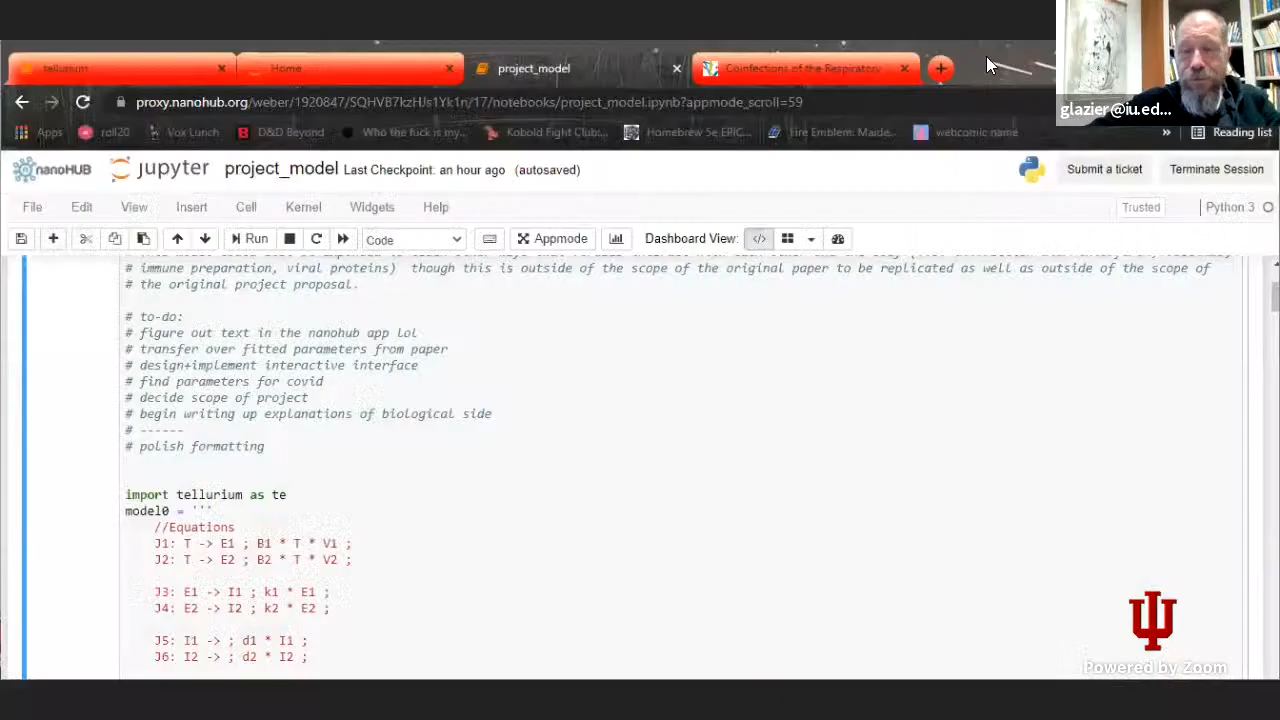 tellurium
Home
project_model
Coinfections of the Respiratory
glazier@iu.ed...
proxy.nanohub.org/weber/1920847/SQHVB7kzHJs1Yk1n/17/notebooks/project_model.ipynb?appmode_scroll=59
Apps
roll20
Vox Lunch
D&D Beyond
Who the fuck is my...
Kobold Fight Club:...
Homebrew 5e EPIC...
Fire Emblem: Maide...
webcomic name
»
Reading list
nanoHUB
jupyter
project_model Last Checkpoint: an hour ago (autosaved)
Submit a ticket
Terminate Session
File
Edit
View
Insert
Cell
Kernel
Widgets
Help
Trusted
Python 3
Run
Code
Appmode
Dashboard View:
# immune preparation, viral proteins)  though this is outside of the scope of the original paper to be replicated as well as outside of the scope of
# the original project proposal.
# to-do:
# figure out text in the nanohub app lol
# transfer over fitted parameters from paper
# design+implement interactive interface
# find parameters for covid
# decide scope of project
# begin writing up explanations of biological side
# ------
# polish formatting
import tellurium as te
model0 = '''
//Equations
J1: T -> E1 ; B1 * T * V1 ;
J2: T -> E2 ; B2 * T * V2 ;
J3: E1 -> I1 ; k1 * E1 ;
J4: E2 -> I2 ; k2 * E2 ;
J5: I1 -> ; d1 * I1 ;
J6: I2 -> ; d2 * I2 ;
Powered by Zoom